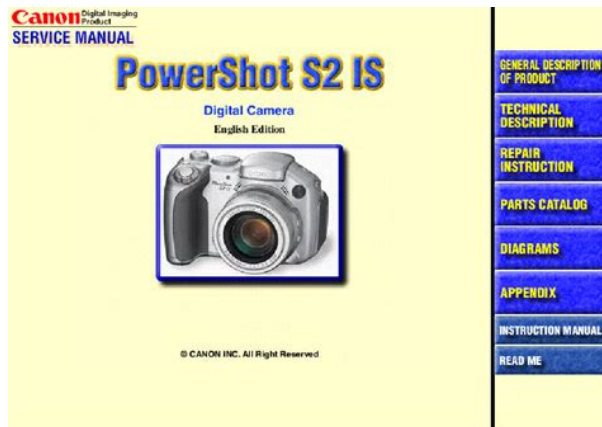 Canon Digital Imaging
Product
SERVICE MANUAL
PowerShot S2 IS
Digital Camera
English Edition
© CANON INC. All Right Reserved
GENERAL DESCRIPTION
OF PRODUCT
TECHNICAL
DESCRIPTION
REPAIR
INSTRUCTION
PARTS CATALOG
DIAGRAMS
APPENDIX
INSTRUCTION MANUAL
READ ME